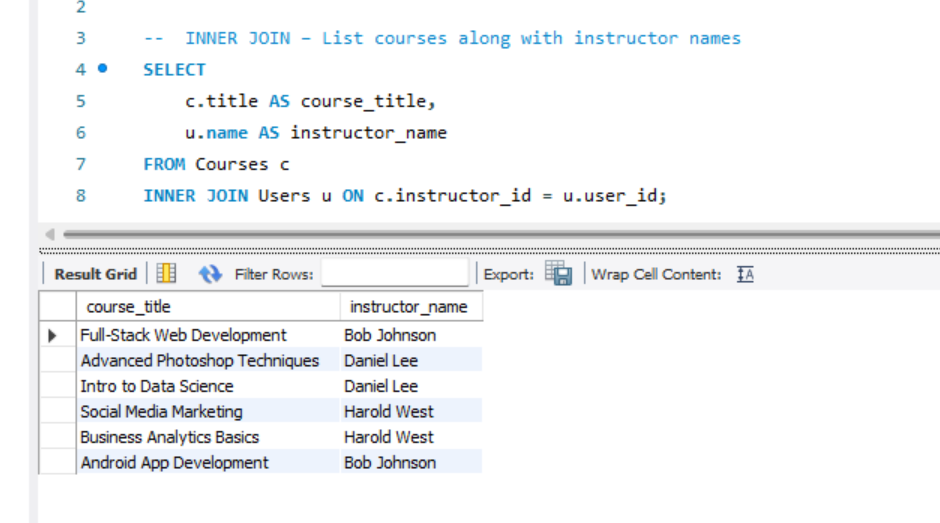 2
3 -- INNER JOIN – List courses along with instructor names
4 SELECT
5 c.title AS course_title,
6 u.name AS instructor_name
7 FROM Courses c
8 INNER JOIN Users u ON c.instructor_id = u.user_id;
Result Grid Filter Rows: Export: Wrap Cell Content: IA
course_title instructor_name
Full-Stack Web Development Bob Johnson
Advanced Photoshop Techniques Daniel Lee
Intro to Data Science Daniel Lee
Social Media Marketing Harold West
Business Analytics Basics Harold West
Android App Development Bob Johnson